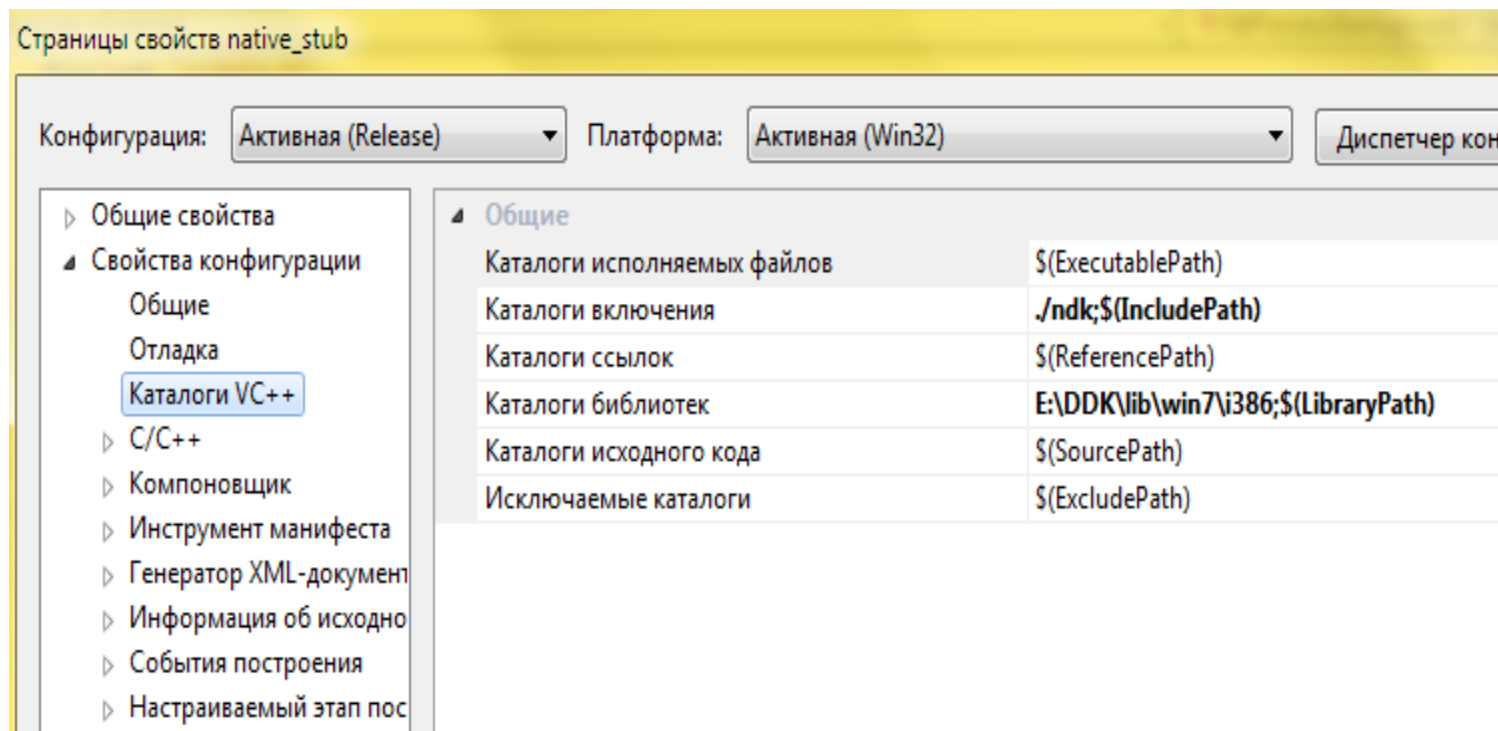 Страницы свойств native_stub
Конфигурация: Активная (Release) Платформа: Активная (Win32) Диспетчер кон
Общие свойства
Свойства конфигурации
Общие
Отладка
Каталоги VC++
C/C++
Компоновщик
Инструмент манифеста
Генератор XML-документ
Информация об исходно
События построения
Настраиваемый этап пос
Общие
Каталоги исполняемых файлов $(ExecutablePath)
Каталоги включения ./ndk;$(IncludePath)
Каталоги ссылок $(ReferencePath)
Каталоги библиотек E:\DDK\lib\win7\i386;$(LibraryPath)
Каталоги исходного кода $(SourcePath)
Исключаемые каталоги $(ExcludePath)